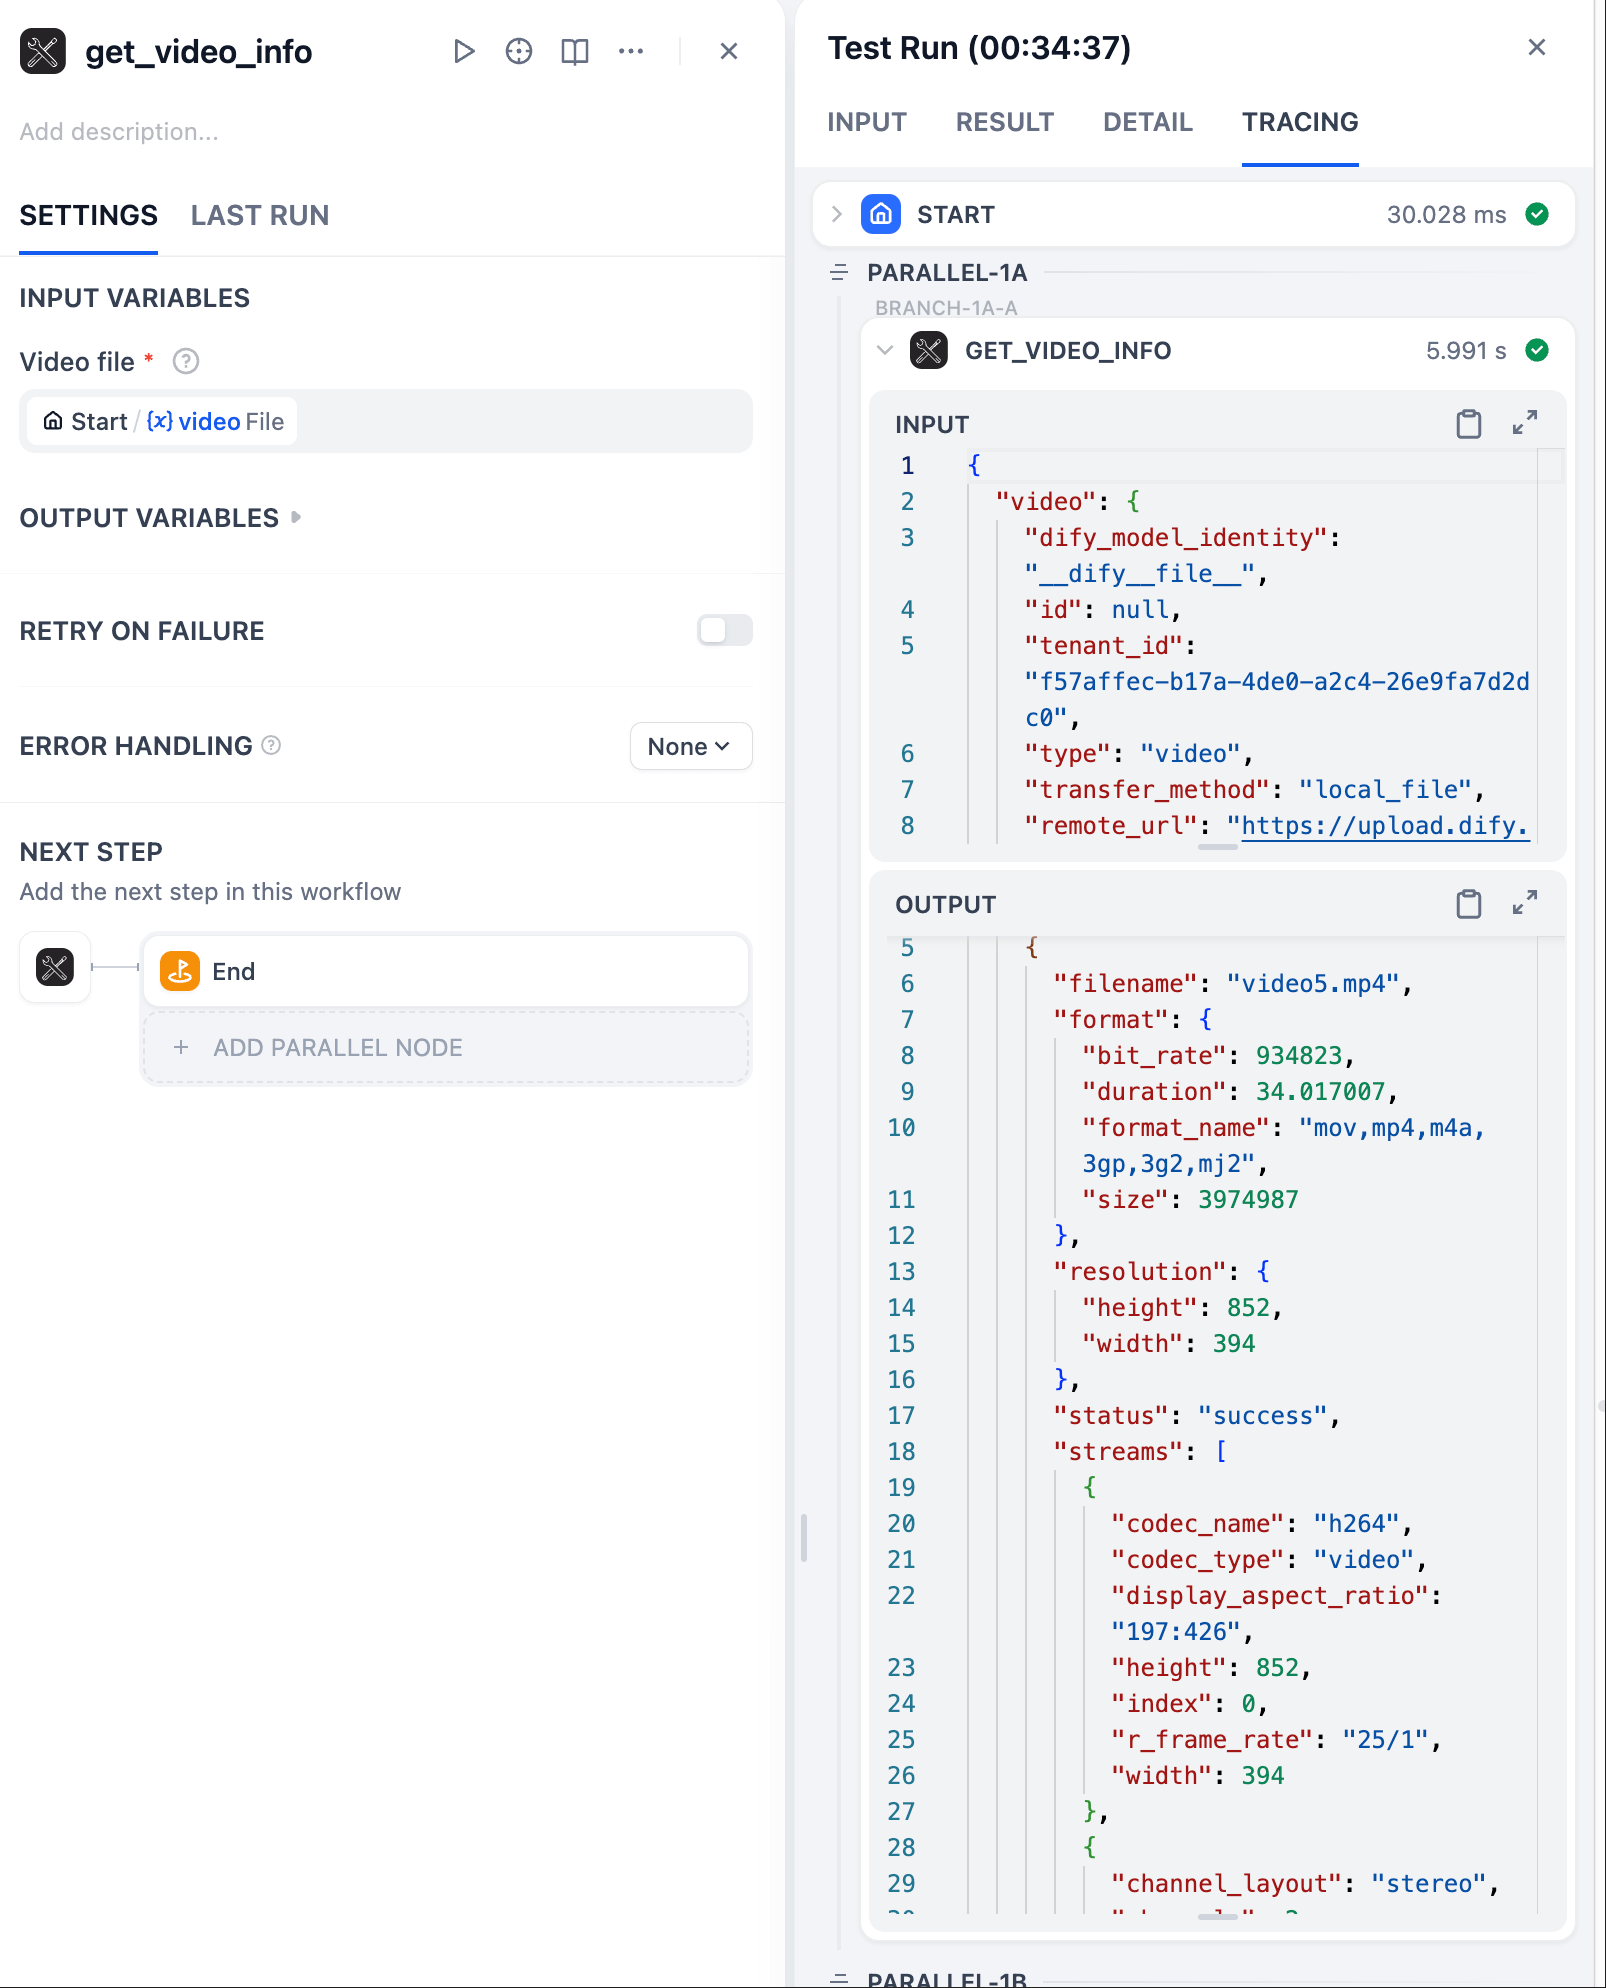 get_video_info
Add description...
SETTINGS LAST RUN
INPUT VARIABLES
Video file *
Start / {x} video File
OUTPUT VARIABLES
RETRY ON FAILURE
ERROR HANDLING
None
NEXT STEP
Add the next step in this workflow
End
+ ADD PARALLEL NODE
Test Run (00:34:37)
INPUT RESULT DETAIL TRACING
START 30.028 ms
PARALLEL-1A
BRANCH-1A-A
GET_VIDEO_INFO 5.991 s
INPUT
1 {
2 "video": {
3 "dify_model_identity":
"__dify__file__",
4 "id": null,
5 "tenant_id":
"f57affec-b17a-4de0-a2c4-26e9fa7d2d
c0",
6 "type": "video",
7 "transfer_method": "local_file",
8 "remote_url": "https://upload.dify.
OUTPUT
5 {
6 "filename": "video5.mp4",
7 "format": {
8 "bit_rate": 934823,
9 "duration": 34.017007,
10 "format_name": "mov,mp4,m4a,
3gp,3g2,mj2",
11 "size": 3974987
12 },
13 "resolution": {
14 "height": 852,
15 "width": 394
16 },
17 "status": "success",
18 "streams": [
19 {
20 "codec_name": "h264",
21 "codec_type": "video",
22 "display_aspect_ratio":
"197:426",
23 "height": 852,
24 "index": 0,
25 "r_frame_rate": "25/1",
26 "width": 394
27 },
28 {
29 "channel_layout": "stereo",
PARALLEL-1B